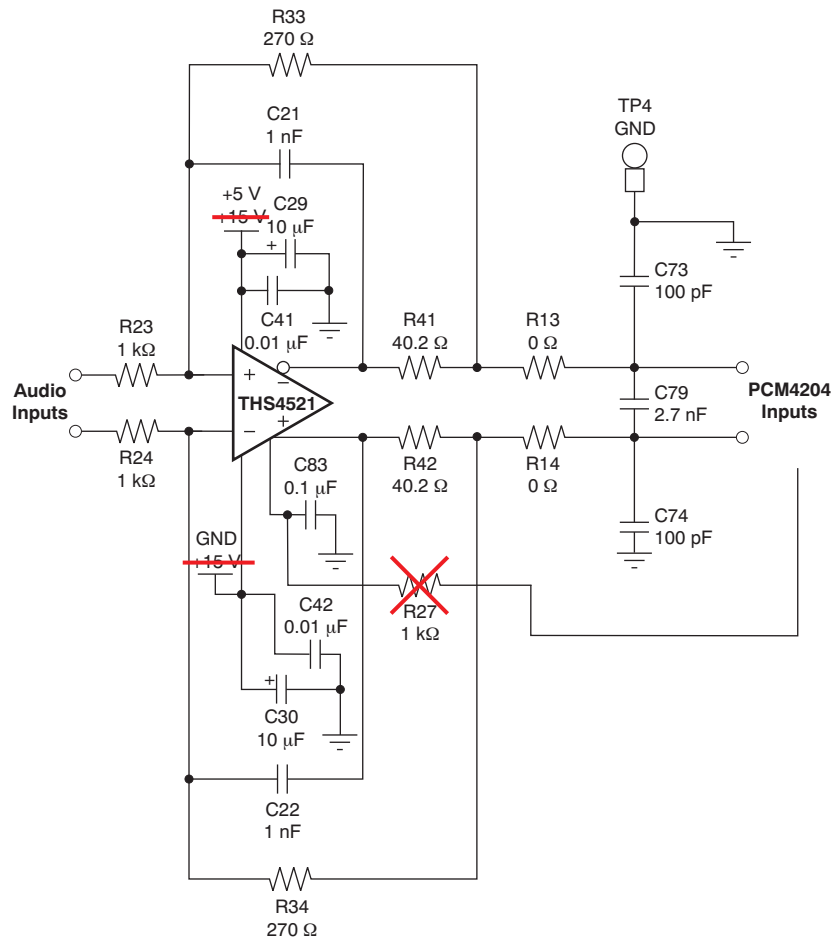 R33
270 Ω
C21
1 nF
TP4
GND
+5 V
+15 V
C29
10 µF
C73
100 pF
C41
0.01 µF
R23
1 kΩ
R41
40.2 Ω
R13
0 Ω
Audio
Inputs
+
−
THS4521
−
+
C79
2.7 nF
PCM4204
Inputs
R24
1 kΩ
R42
40.2 Ω
R14
0 Ω
C83
0.1 µF
C74
100 pF
GND
+15 V
R27
1 kΩ
C42
0.01 µF
+
+
C30
10 µF
C22
1 nF
R34
270 Ω